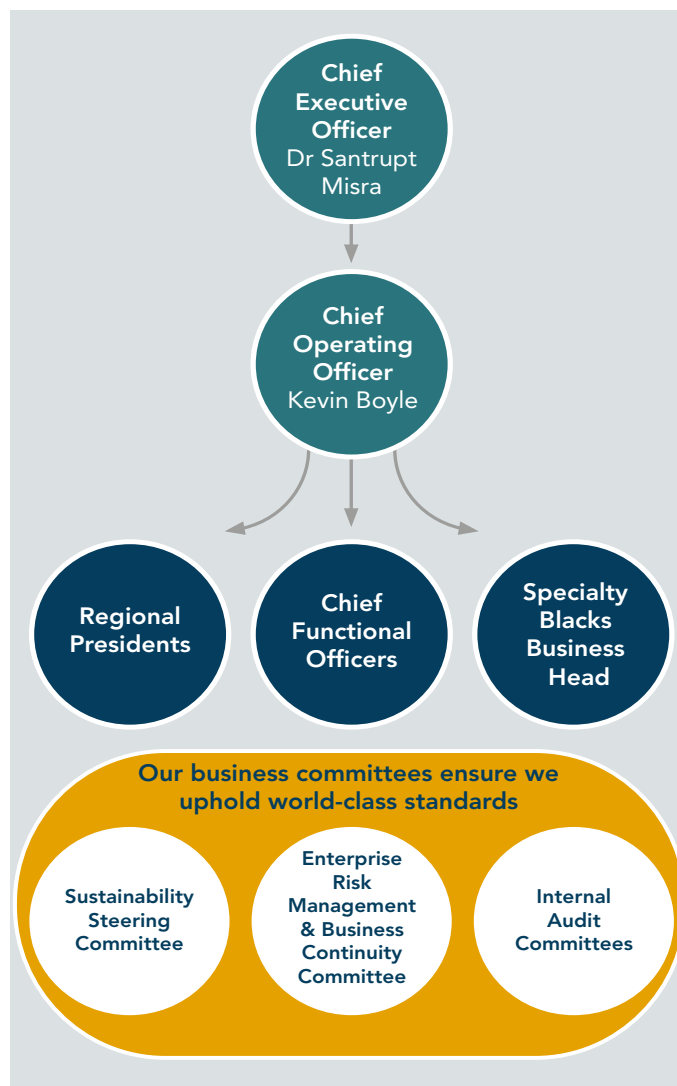 Chief
Executive
Officer
Dr Santrupt
Misra
Chief
Operating
Officer
Kevin Boyle
Regional
Presidents
Chief
Functional
Officers
Specialty
Blacks
Business
Head
Our business committees ensure we
uphold world-class standards
Sustainability
Steering
Committee
Enterprise
Risk
Management
& Business
Continuity
Committee
Internal
Audit
Committees